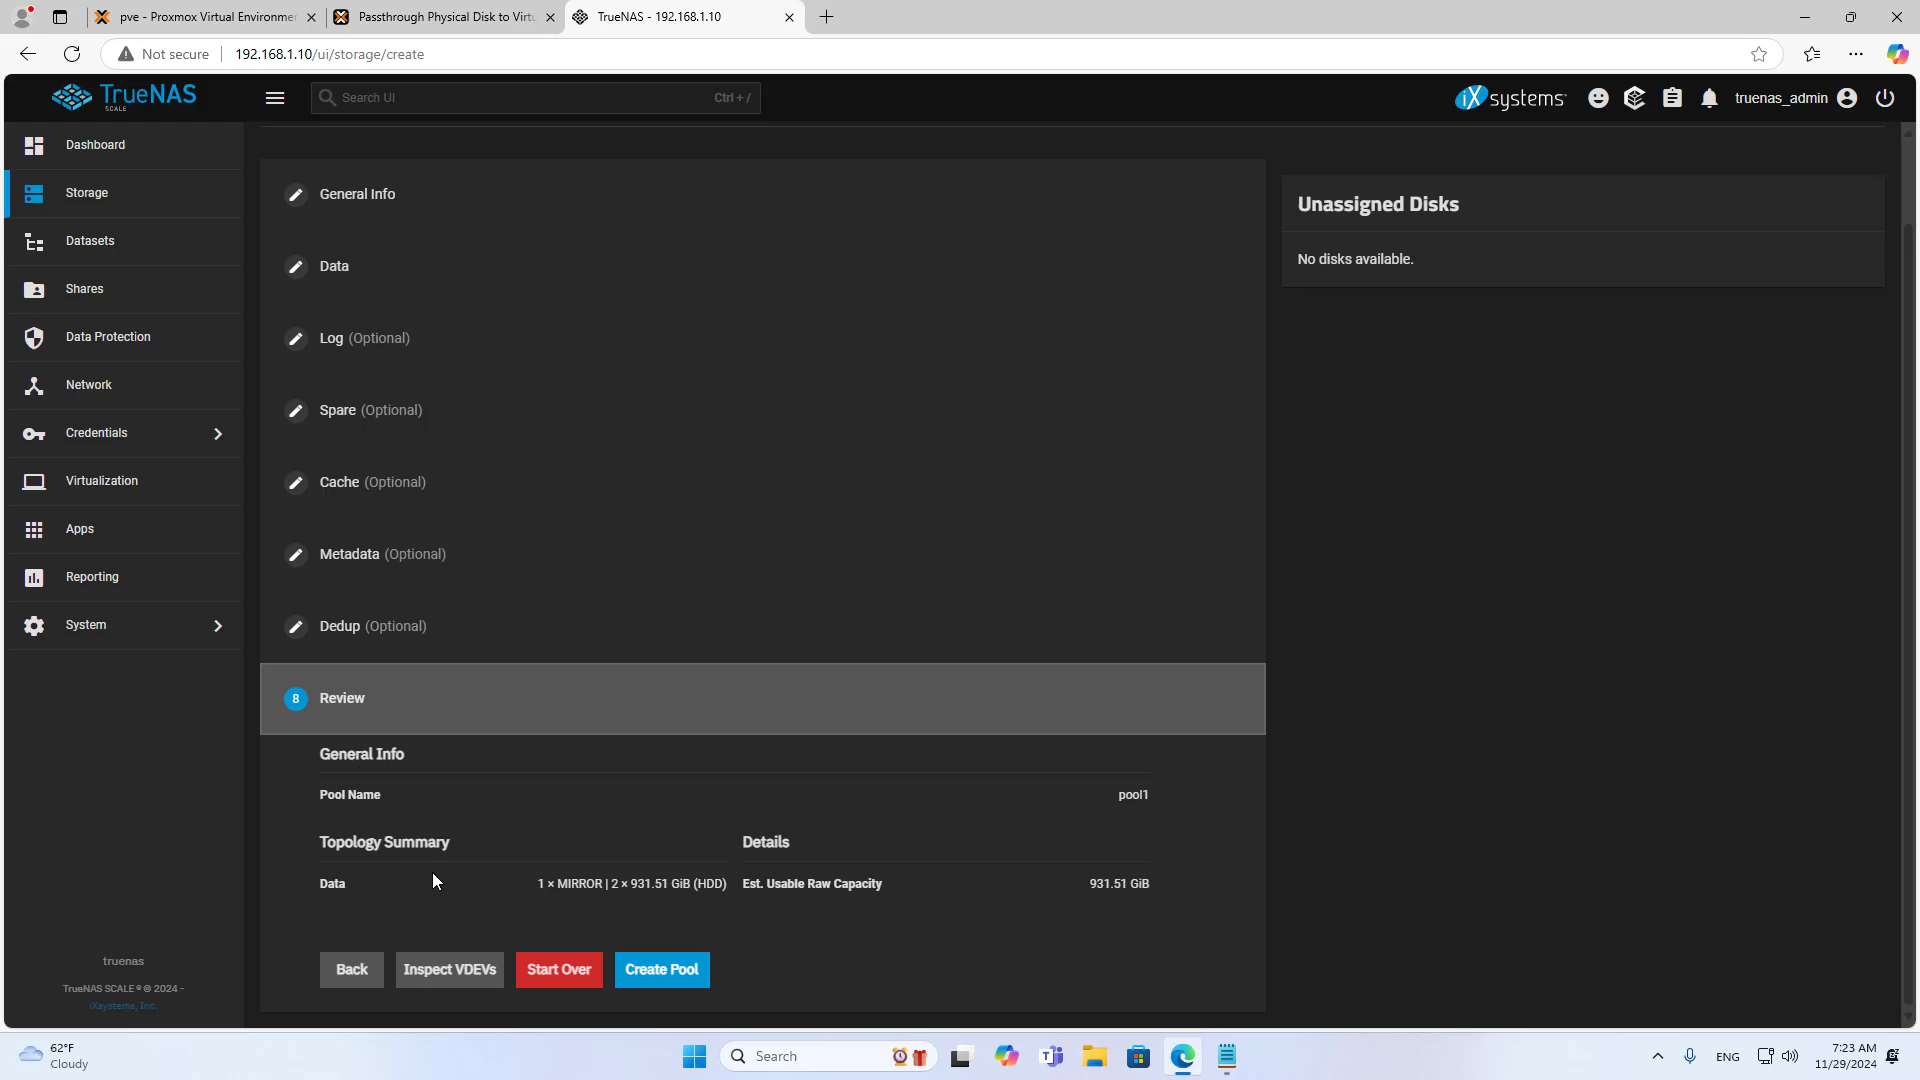 pve - Proxmox Virtual Environmen
Passthrough Physical Disk to Virtu
TrueNAS - 192.168.1.10
Not secure
192.168.1.10/ui/storage/create
TrueNAS
SCALE
Search UI
Ctrl + /
iXsystems
truenas_admin
Dashboard
Storage
Datasets
Shares
Data Protection
Network
Credentials
Virtualization
Apps
Reporting
System
General Info
Data
Log (Optional)
Spare (Optional)
Cache (Optional)
Metadata (Optional)
Dedup (Optional)
8 Review
General Info
Pool Name pool1
Topology Summary
Data 1 × MIRROR | 2 × 931.51 GiB (HDD)
Details
Est. Usable Raw Capacity 931.51 GiB
Back
Inspect VDEVs
Start Over
Create Pool
Unassigned Disks
No disks available.
truenas
TrueNAS SCALE ® © 2024 -
iXsystems, Inc.
62°F
Cloudy
Search
ENG
7:23 AM
11/29/2024